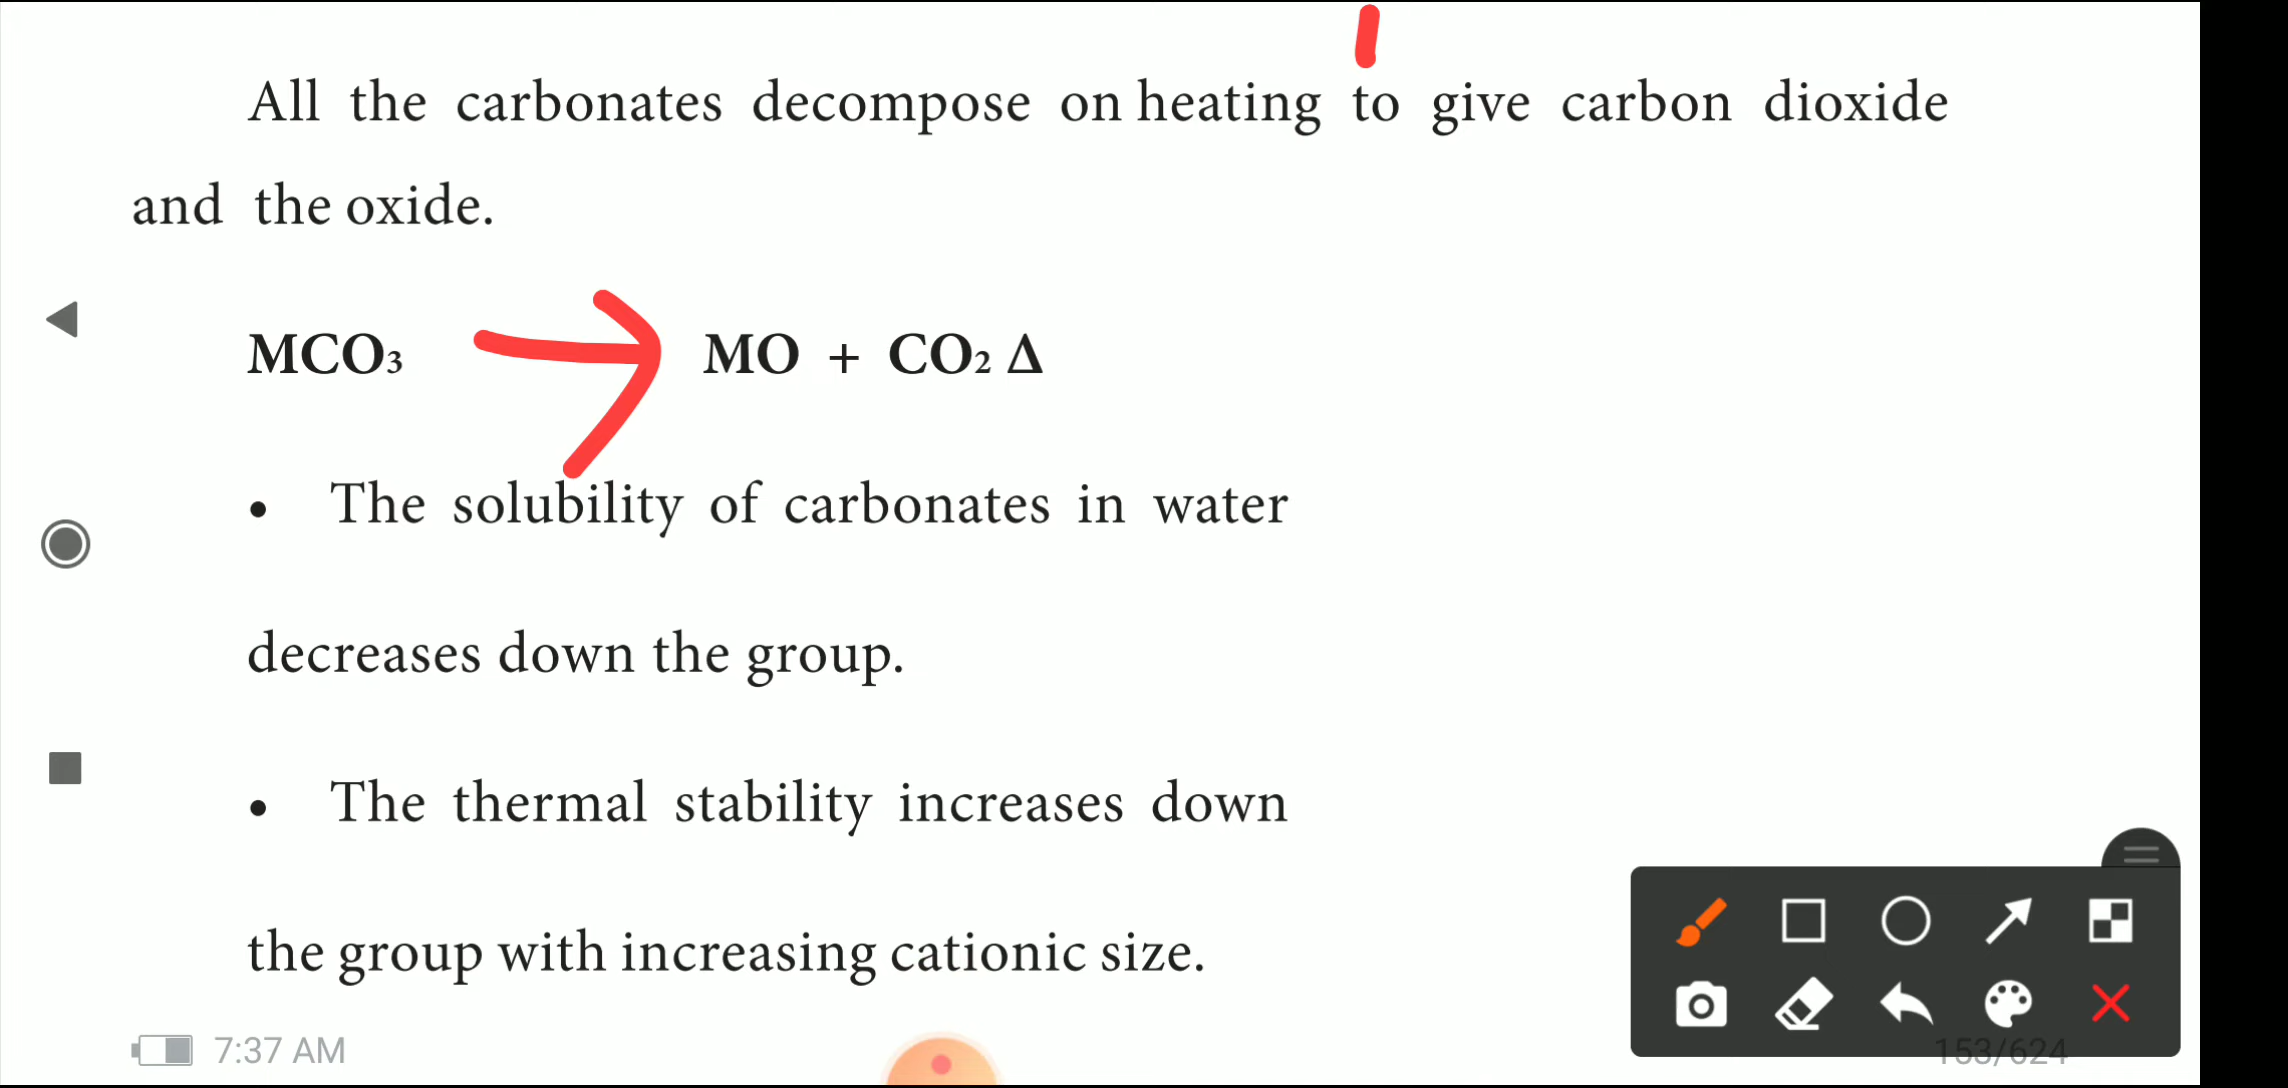 All the carbonates decompose on heating to give carbon dioxide
and the oxide.
MCO₃ → MO + CO₂ Δ
• The solubility of carbonates in water
decreases down the group.
• The thermal stability increases down
the group with increasing cationic size.
7:37 AM
153/624